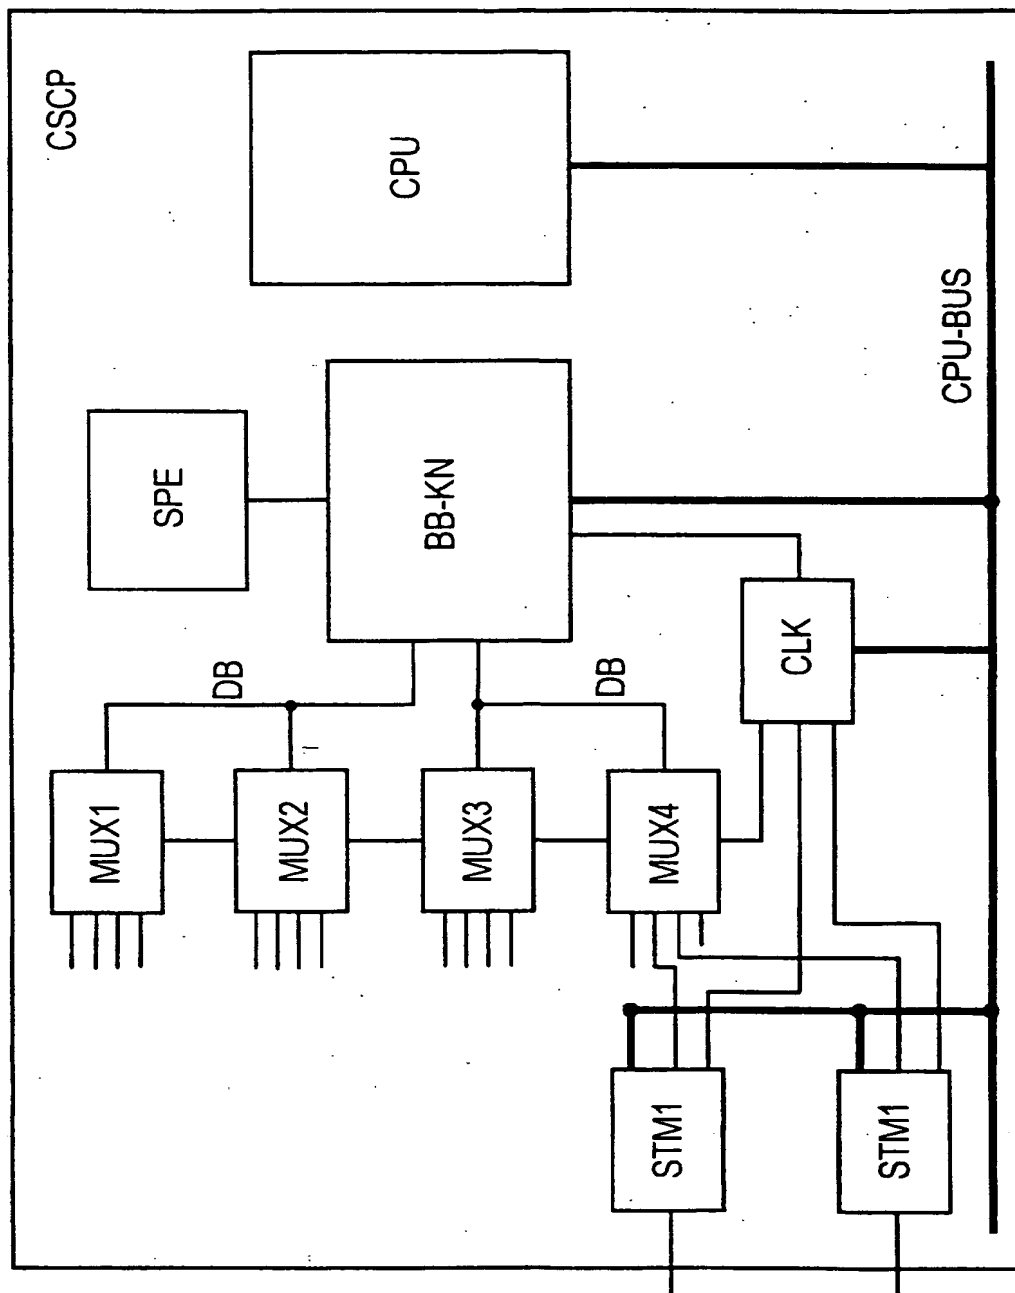 CSCP
CPU
CPU-BUS
SPE
BB-KN
CLK
DB
DB
MUX1
MUX2
MUX3
MUX4
STM1
STM1